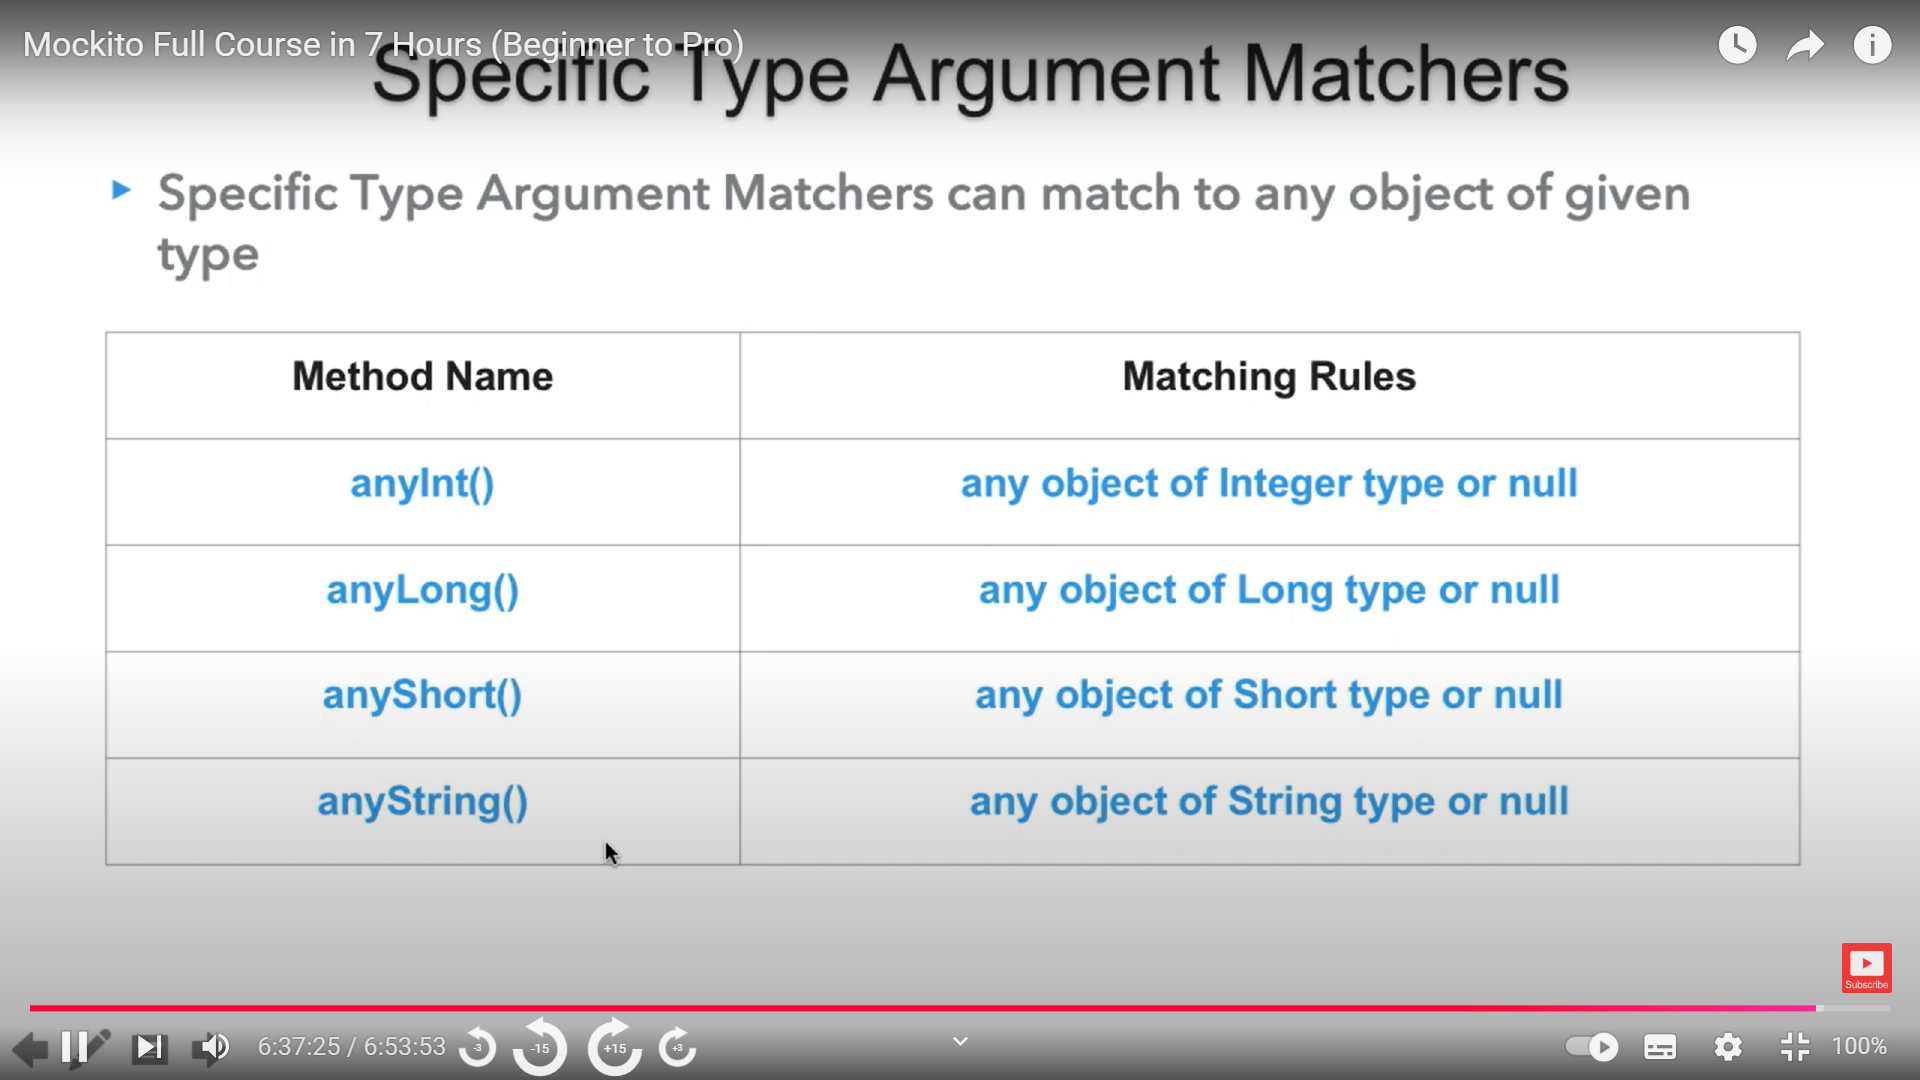 Mockito Full Course in 7 Hours (Beginner to Pro)
Specific Type Argument Matchers
Specific Type Argument Matchers can match to any object of given
type
Method Name
Matching Rules
anyInt()
any object of Integer type or null
anyLong()
any object of Long type or null
anyShort()
any object of Short type or null
anyString()
any object of String type or null
Subscribe
6:37:25 / 6:53:53
-3
-15
+15
+3
100%